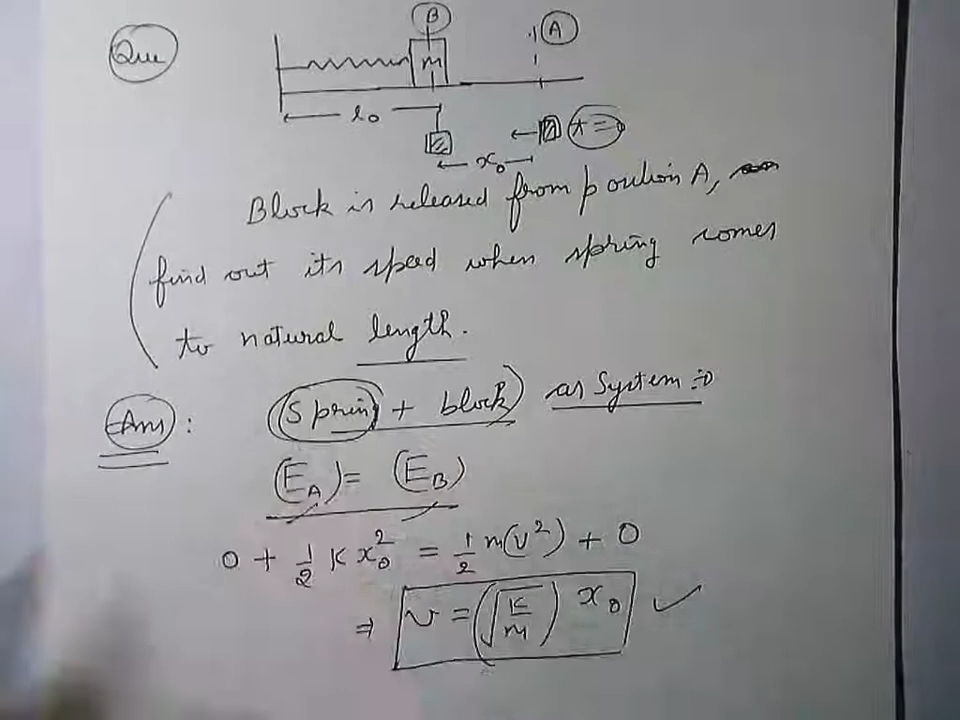 Que
B
A
m
l₀
t=0
x₀
Block is released from position A,
find out its speed when spring comes
to natural length.
Ans: (Spring + block) as System :
(E_A) = (E_B)
0 + 1/2 K x₀² = 1/2 m(v²) + 0
⇒ v = (√(K/m)) x₀ ✓